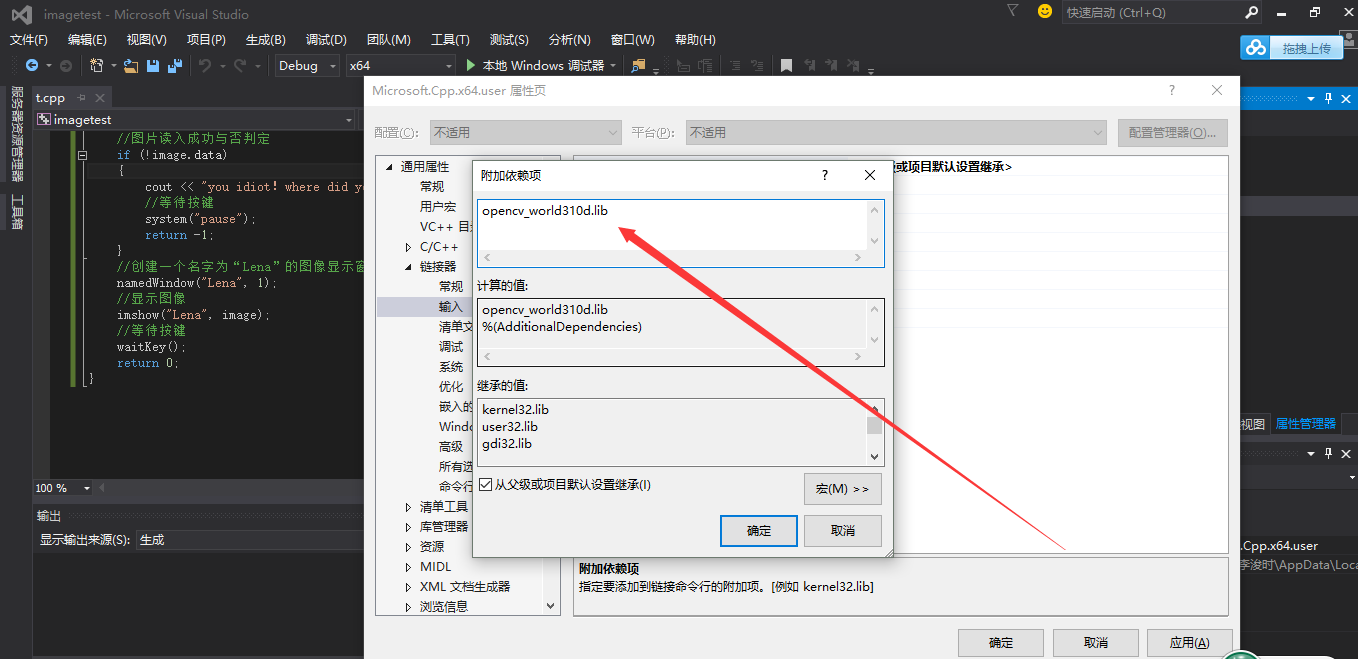 imagetest - Microsoft Visual Studio
快速启动 (Ctrl+Q)
文件(F) 编辑(E) 视图(V) 项目(P) 生成(B) 调试(D) 团队(M) 工具(T) 测试(S) 分析(N) 窗口(W) 帮助(H)
拖拽上传
Debug x64 本地 Windows 调试器
服务器资源管理器
工具箱
t.cpp
imagetest
//图片读入成功与否判定
if (!image.data)
{
cout << "you idiot！where did y
//等待按键
system("pause");
return -1;
}
//创建一个名字为“Lena”的图像显示窗
namedWindow("Lena", 1);
//显示图像
imshow("Lena", image);
//等待按键
waitKey();
return 0;
}
100 %
输出
显示输出来源(S): 生成
Microsoft.Cpp.x64.user 属性页
?
配置(C): 不适用 平台(P): 不适用 配置管理器(O)...
通用属性
常规
用户宏
VC++ 目
C/C++
链接器
常规
输入
清单文
调试
系统
优化
嵌入的
Windo
高级
所有选
命令行
清单工具
库管理器
资源
MIDL
XML 文档生成器
浏览信息
或项目默认设置继承>
附加依赖项
?
opencv_world310d.lib
计算的值:
opencv_world310d.lib
%(AdditionalDependencies)
继承的值:
kernel32.lib
user32.lib
gdi32.lib
从父级或项目默认设置继承(I)
宏(M) >>
确定 取消
附加依赖项
指定要添加到链接命令行的附加项。[例如 kernel32.lib]
确定 取消 应用(A)
视图 属性管理器
.Cpp.x64.user
李浚时\AppData\Loca